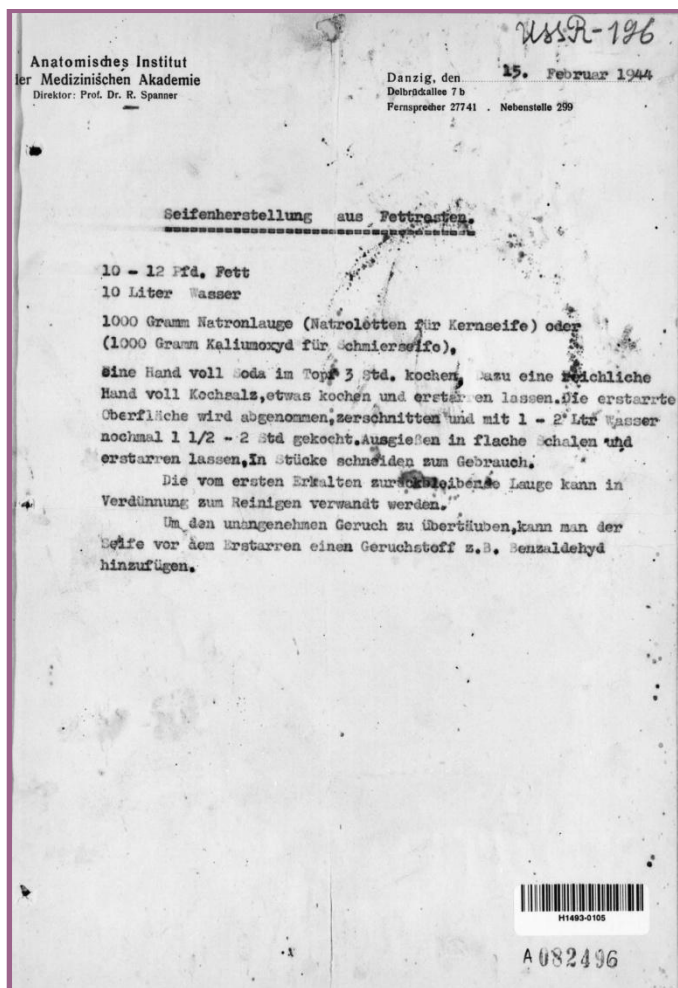 USSR-196
Anatomisches Institut
der Medizinischen Akademie
Direktor: Prof. Dr. R. Spanner
Danzig, den 15. Februar 1944
Delbrückallee 7 b
Fernsprecher 27741 . Nebenstelle 299
Seifenherstellung aus Fettresten.
10 - 12 Pfd. Fett
10 Liter Wasser
1000 Gramm Natronlauge (Natroletten für Kernseife) oder
(1000 Gramm Kaliumoxyd für Schmierseife),
eine Hand voll Soda im Topf 3 Std. kochen, Dazu eine reichliche
Hand voll Kochsalz,etwas kochen und erstarren lassen.Die erstarrte
Oberfläche wird abgenommen,zerschnitten und mit 1 - 2 Ltr Wasser
nochmal 1 1/2 - 2 Std gekocht.Ausgießen in flache Schalen und
erstarren lassen,In Stücke schneiden zum Gebrauch.
Die vom ersten Erkalten zurückbleibende Lauge kann in
Verdünnung zum Reinigen verwandt werden.
Um den unangenehmen Geruch zu übertäuben,kann man der
Seife vor dem Erstarren einen Geruchstoff z.B. Benzaldehyd
hinzufügen.
H1493-0105
A 082496